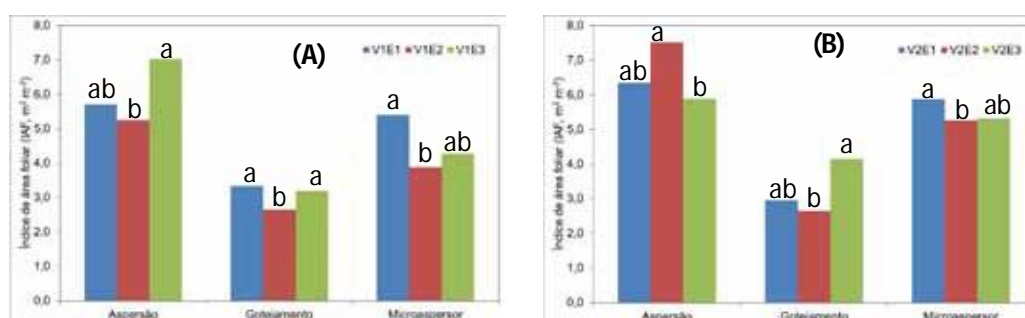 (A)
V1E1 V1E2 V1E3
Índice de área foliar (IAF, m² m⁻²)
8,0
7,0
6,0
5,0
4,0
3,0
2,0
1,0
0,0
ab b a
a b a
a b ab
Aspersão Gotejamento Microaspersor
(B)
V2E1 V2E2 V2E3
Índice de área foliar (IAF, m² m⁻²)
8,0
7,0
6,0
5,0
4,0
3,0
2,0
1,0
0,0
ab a b
ab b a
a b ab
Aspersão Gotejamento Microaspersor